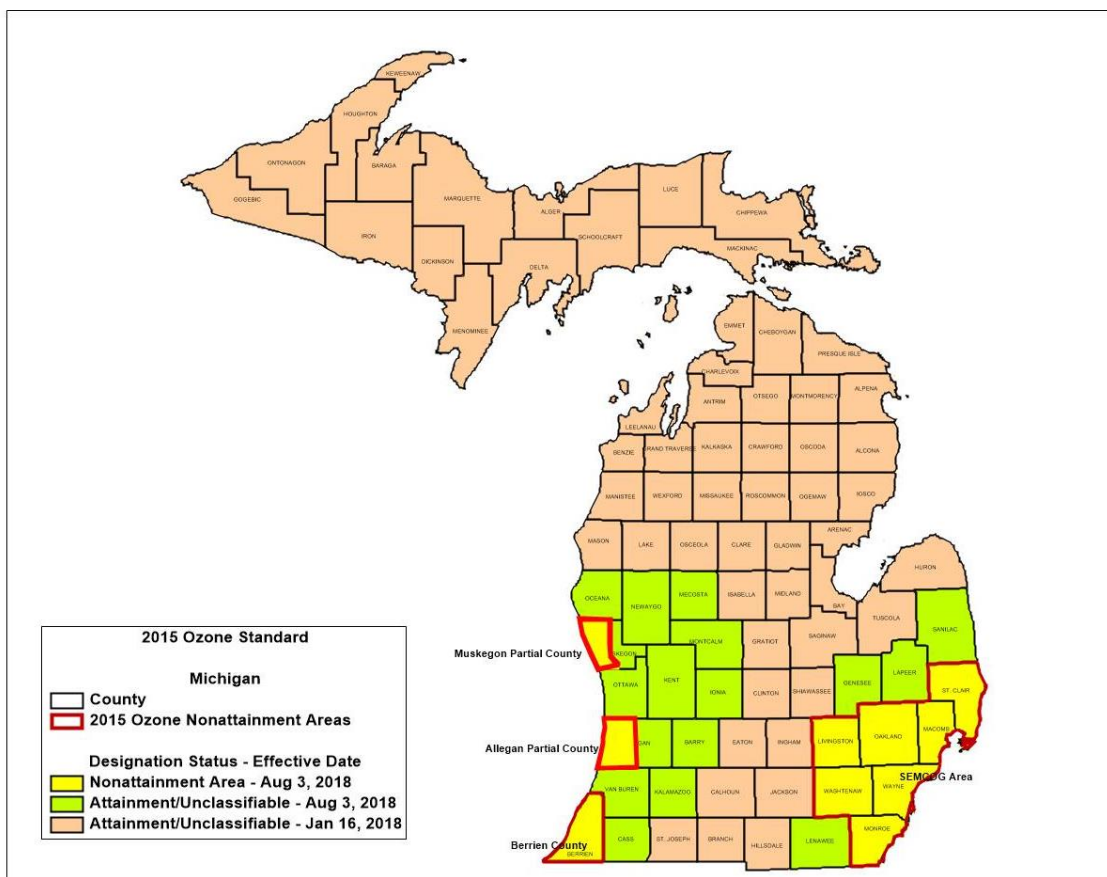 KEWEENAW
HOUGHTON
ONTONAGON
BARAGA
GOGEBIC
MARQUETTE
LUCE
ALGER
CHIPPEWA
IRON
SCHOOLCRAFT
MACKINAC
DICKINSON
DELTA
MENOMINEE
EMMET
CHEBOYGAN
PRESQUE ISLE
CHARLEVOIX
ANTRIM
OTSEGO
MONTMORENCY
ALPENA
LEELANAU
BENZIE
GRAND TRAVERSE
KALKASKA
CRAWFORD
OSCODA
ALCONA
MANISTEE
WEXFORD
MISSAUKEE
ROSCOMMON
OGEMAW
IOSCO
ARENAC
MASON
LAKE
OSCEOLA
CLARE
GLADWIN
HURON
OCEANA
NEWAYGO
MECOSTA
ISABELLA
MIDLAND
BAY
TUSCOLA
SANILAC
Muskegon Partial County
KEGON
MONTCALM
GRATIOT
SAGINAW
OTTAWA
KENT
IONIA
CLINTON
SHIAWASSEE
GENESEE
LAPEER
ST. CLAIR
Allegan Partial County
GAN
BARRY
EATON
INGHAM
LIVINGSTON
OAKLAND
MACOMB
SEMCOG Area
VAN BUREN
KALAMAZOO
CALHOUN
JACKSON
WASHTENAW
WAYNE
Berrien County
BERRIEN
CASS
ST. JOSEPH
BRANCH
HILLSDALE
LENAWEE
MONROE
2015 Ozone Standard
Michigan
County
2015 Ozone Nonattainment Areas
Designation Status - Effective Date
Nonattainment Area - Aug 3, 2018
Attainment/Unclassifiable - Aug 3, 2018
Attainment/Unclassifiable - Jan 16, 2018